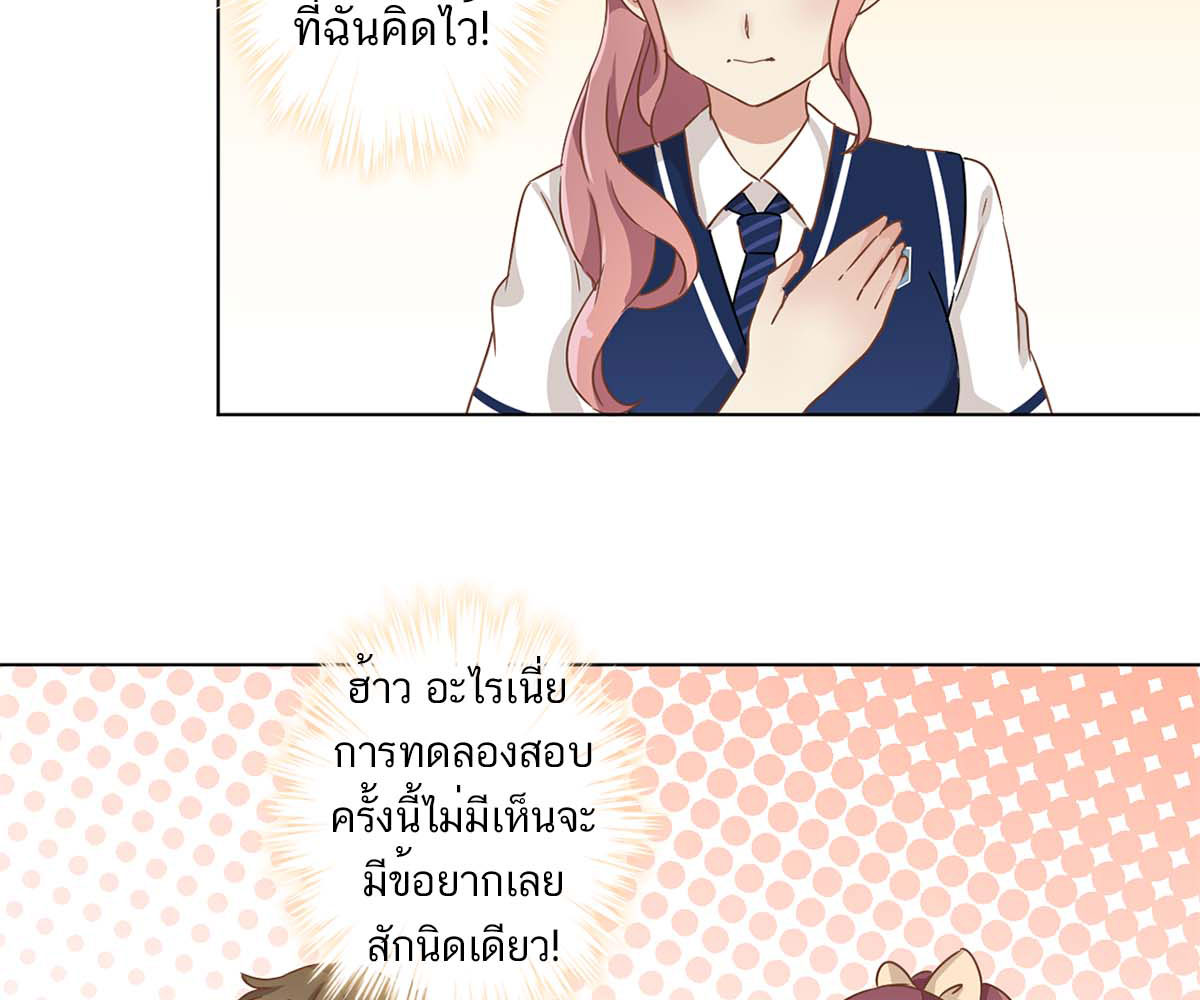 ที่ฉันคิดไว้!
ฮ้าว อะไรเนี่ย
การทดลองสอบ
ครั้งนี้ไม่มีเห็นจะ
มีข้อยากเลย
สักนิดเดียว!